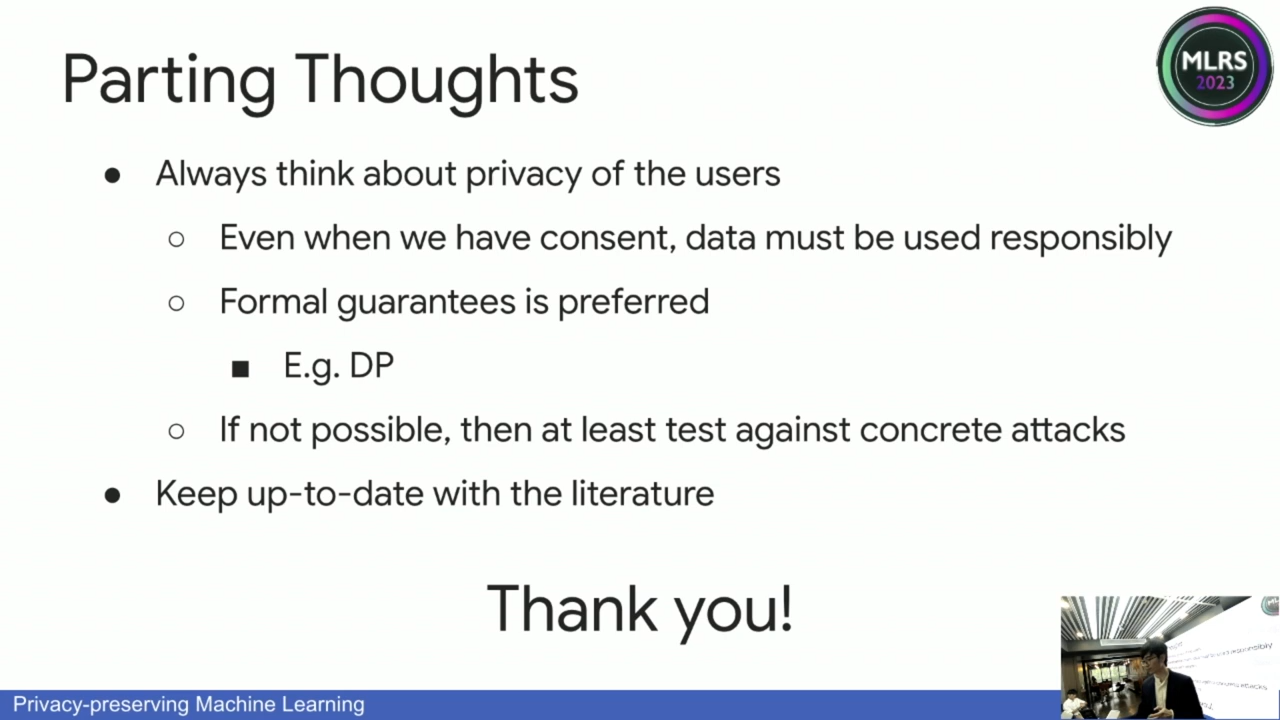 Parting Thoughts
MLRS
2023
● Always think about privacy of the users
○ Even when we have consent, data must be used responsibly
○ Formal guarantees is preferred
■ E.g. DP
○ If not possible, then at least test against concrete attacks
● Keep up-to-date with the literature
Thank you!
responsibly
attacks
Privacy-preserving Machine Learning